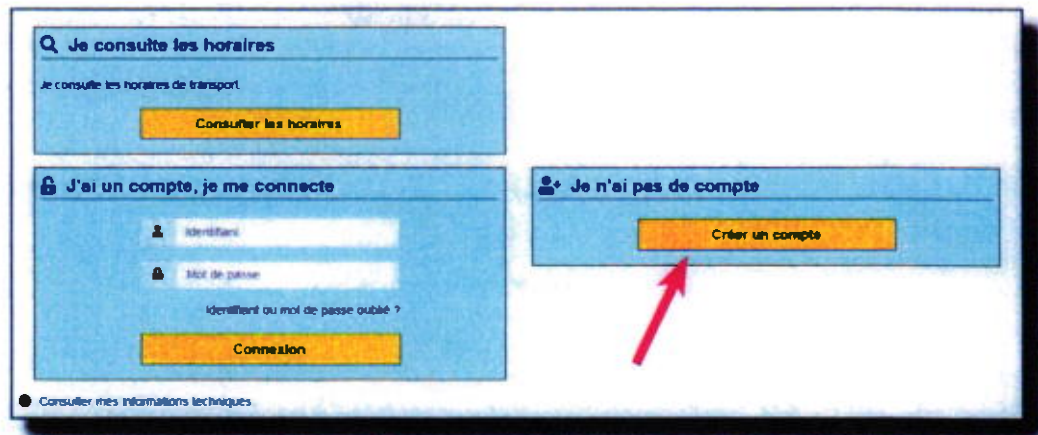 Je consulte les horaires
Je consulte les horaires de transport
Consulter les horaires
J'ai un compte, je me connecte
Identifiant
Mot de passe
Identifiant ou mot de passe oublié ?
Connexion
Je n'ai pas de compte
Créer un compte
Consulter mes informations techniques